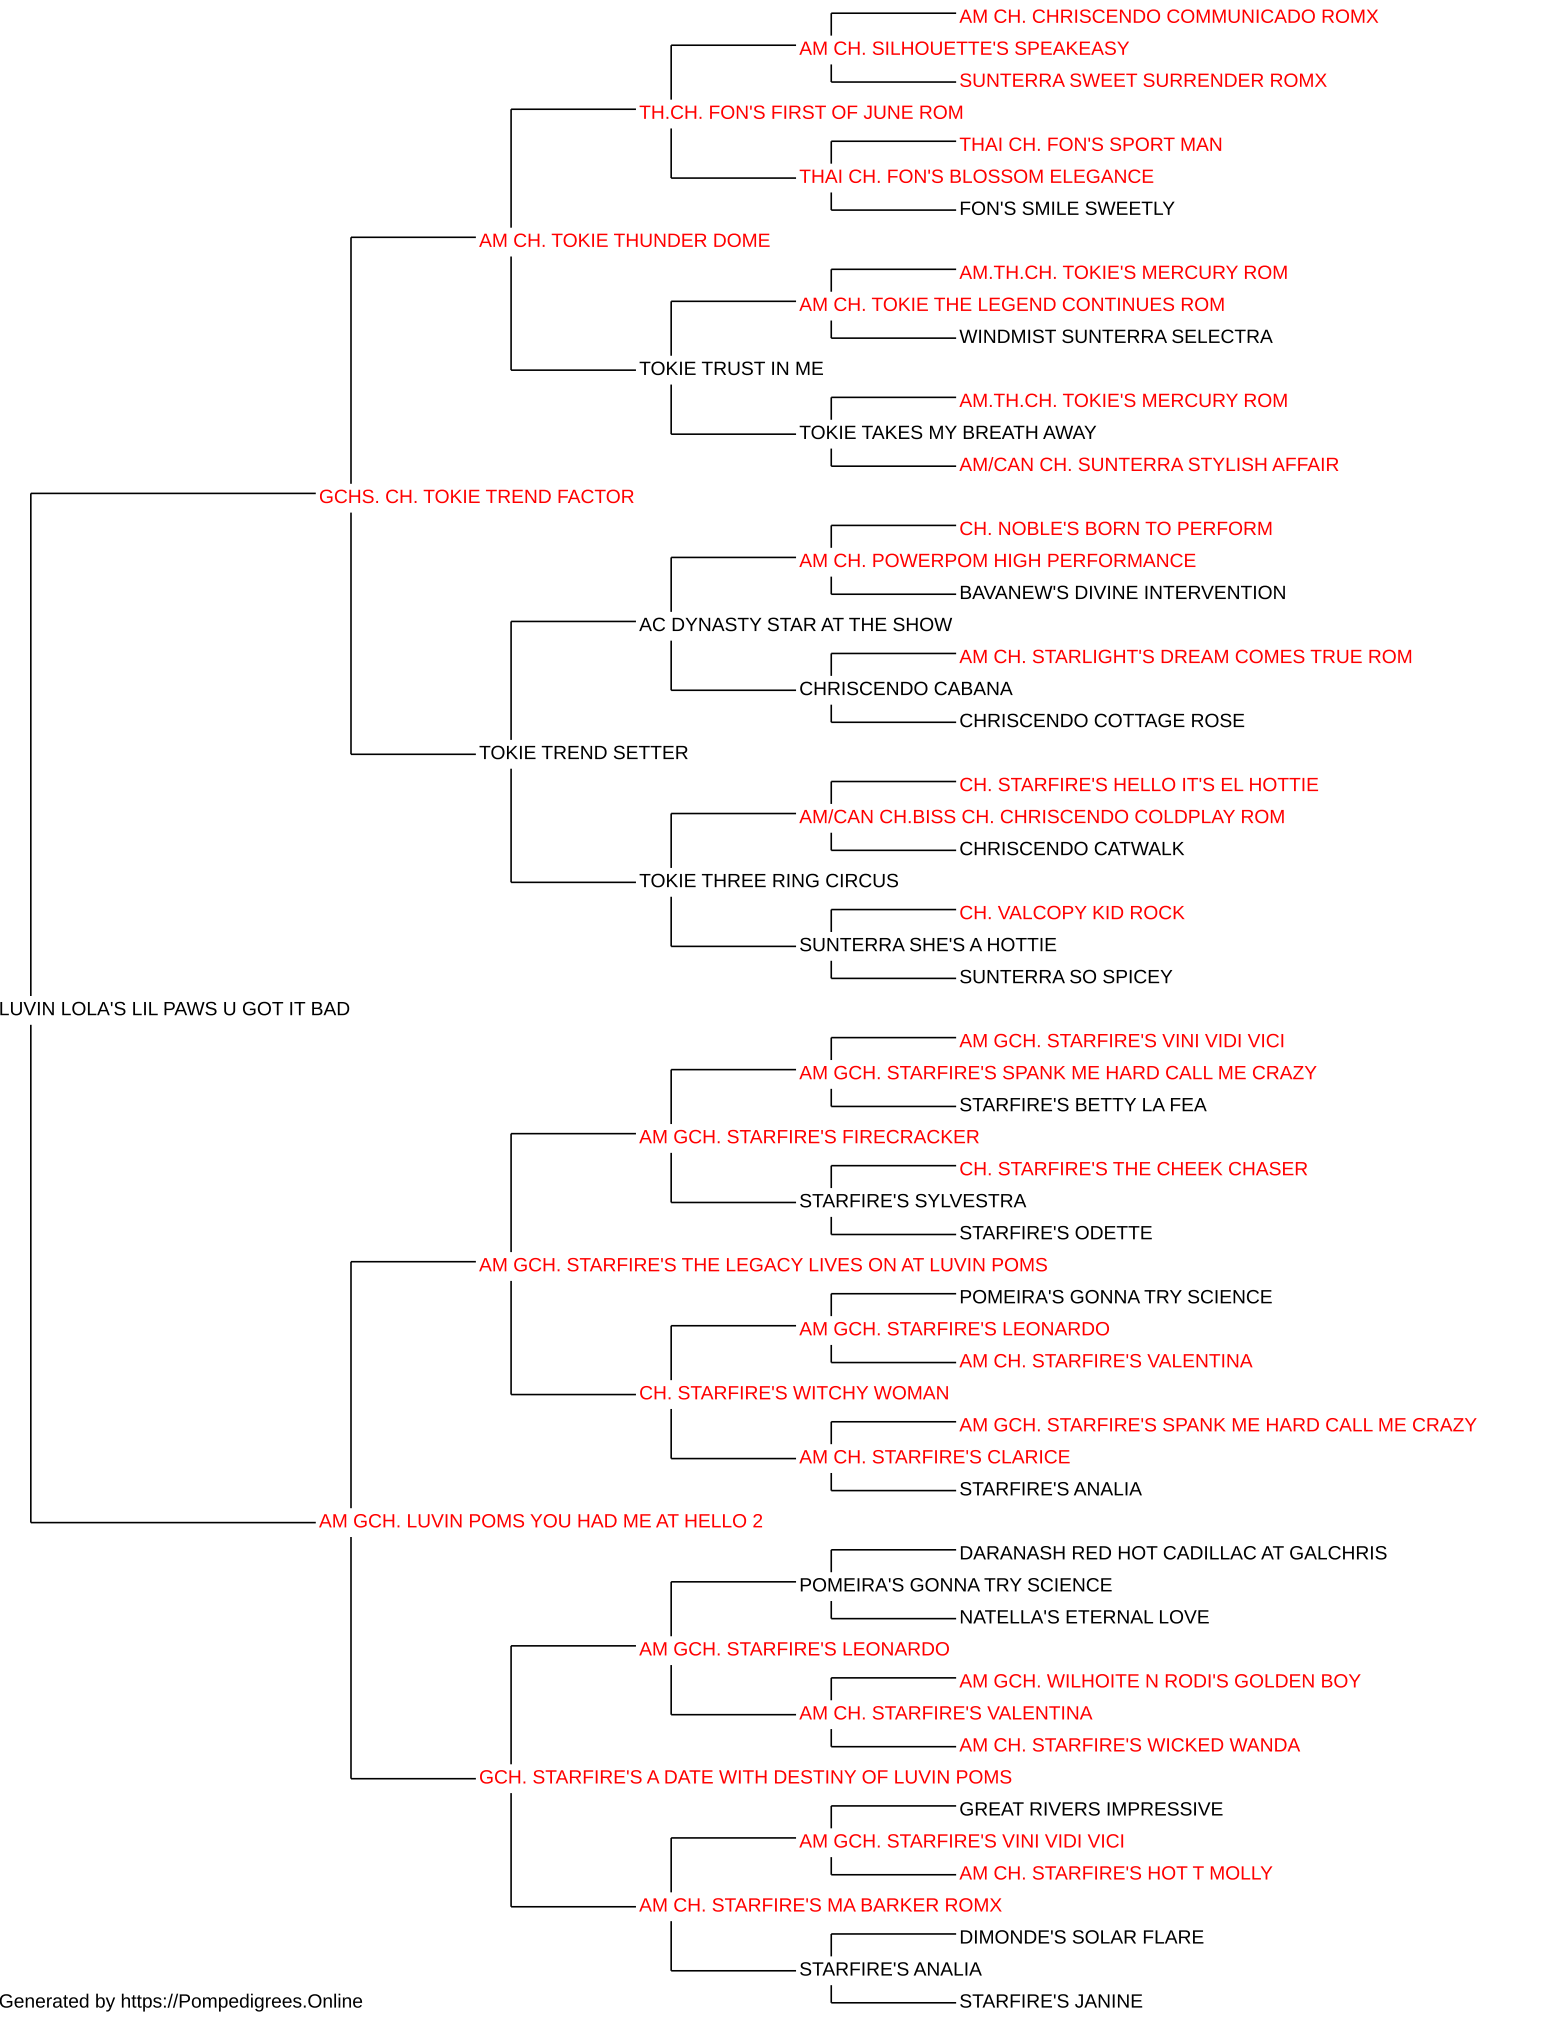 AM CH. CHRISCENDO COMMUNICADO ROMX
AM CH. SILHOUETTE'S SPEAKEASY
SUNTERRA SWEET SURRENDER ROMX
TH.CH. FON'S FIRST OF JUNE ROM
THAI CH. FON'S SPORT MAN
THAI CH. FON'S BLOSSOM ELEGANCE
FON'S SMILE SWEETLY
AM CH. TOKIE THUNDER DOME
AM.TH.CH. TOKIE'S MERCURY ROM
AM CH. TOKIE THE LEGEND CONTINUES ROM
WINDMIST SUNTERRA SELECTRA
TOKIE TRUST IN ME
AM.TH.CH. TOKIE'S MERCURY ROM
TOKIE TAKES MY BREATH AWAY
AM/CAN CH. SUNTERRA STYLISH AFFAIR
GCHS. CH. TOKIE TREND FACTOR
CH. NOBLE'S BORN TO PERFORM
AM CH. POWERPOM HIGH PERFORMANCE
BAVANEW'S DIVINE INTERVENTION
AC DYNASTY STAR AT THE SHOW
AM CH. STARLIGHT'S DREAM COMES TRUE ROM
CHRISCENDO CABANA
CHRISCENDO COTTAGE ROSE
TOKIE TREND SETTER
CH. STARFIRE'S HELLO IT'S EL HOTTIE
AM/CAN CH.BISS CH. CHRISCENDO COLDPLAY ROM
CHRISCENDO CATWALK
TOKIE THREE RING CIRCUS
CH. VALCOPY KID ROCK
SUNTERRA SHE'S A HOTTIE
SUNTERRA SO SPICEY
LUVIN LOLA'S LIL PAWS U GOT IT BAD
AM GCH. STARFIRE'S VINI VIDI VICI
AM GCH. STARFIRE'S SPANK ME HARD CALL ME CRAZY
STARFIRE'S BETTY LA FEA
AM GCH. STARFIRE'S FIRECRACKER
CH. STARFIRE'S THE CHEEK CHASER
STARFIRE'S SYLVESTRA
STARFIRE'S ODETTE
AM GCH. STARFIRE'S THE LEGACY LIVES ON AT LUVIN POMS
POMEIRA'S GONNA TRY SCIENCE
AM GCH. STARFIRE'S LEONARDO
AM CH. STARFIRE'S VALENTINA
CH. STARFIRE'S WITCHY WOMAN
AM GCH. STARFIRE'S SPANK ME HARD CALL ME CRAZY
AM CH. STARFIRE'S CLARICE
STARFIRE'S ANALIA
AM GCH. LUVIN POMS YOU HAD ME AT HELLO 2
DARANASH RED HOT CADILLAC AT GALCHRIS
POMEIRA'S GONNA TRY SCIENCE
NATELLA'S ETERNAL LOVE
AM GCH. STARFIRE'S LEONARDO
AM GCH. WILHOITE N RODI'S GOLDEN BOY
AM CH. STARFIRE'S VALENTINA
AM CH. STARFIRE'S WICKED WANDA
GCH. STARFIRE'S A DATE WITH DESTINY OF LUVIN POMS
GREAT RIVERS IMPRESSIVE
AM GCH. STARFIRE'S VINI VIDI VICI
AM CH. STARFIRE'S HOT T MOLLY
AM CH. STARFIRE'S MA BARKER ROMX
DIMONDE'S SOLAR FLARE
STARFIRE'S ANALIA
STARFIRE'S JANINE
Generated by https://Pompedigrees.Online